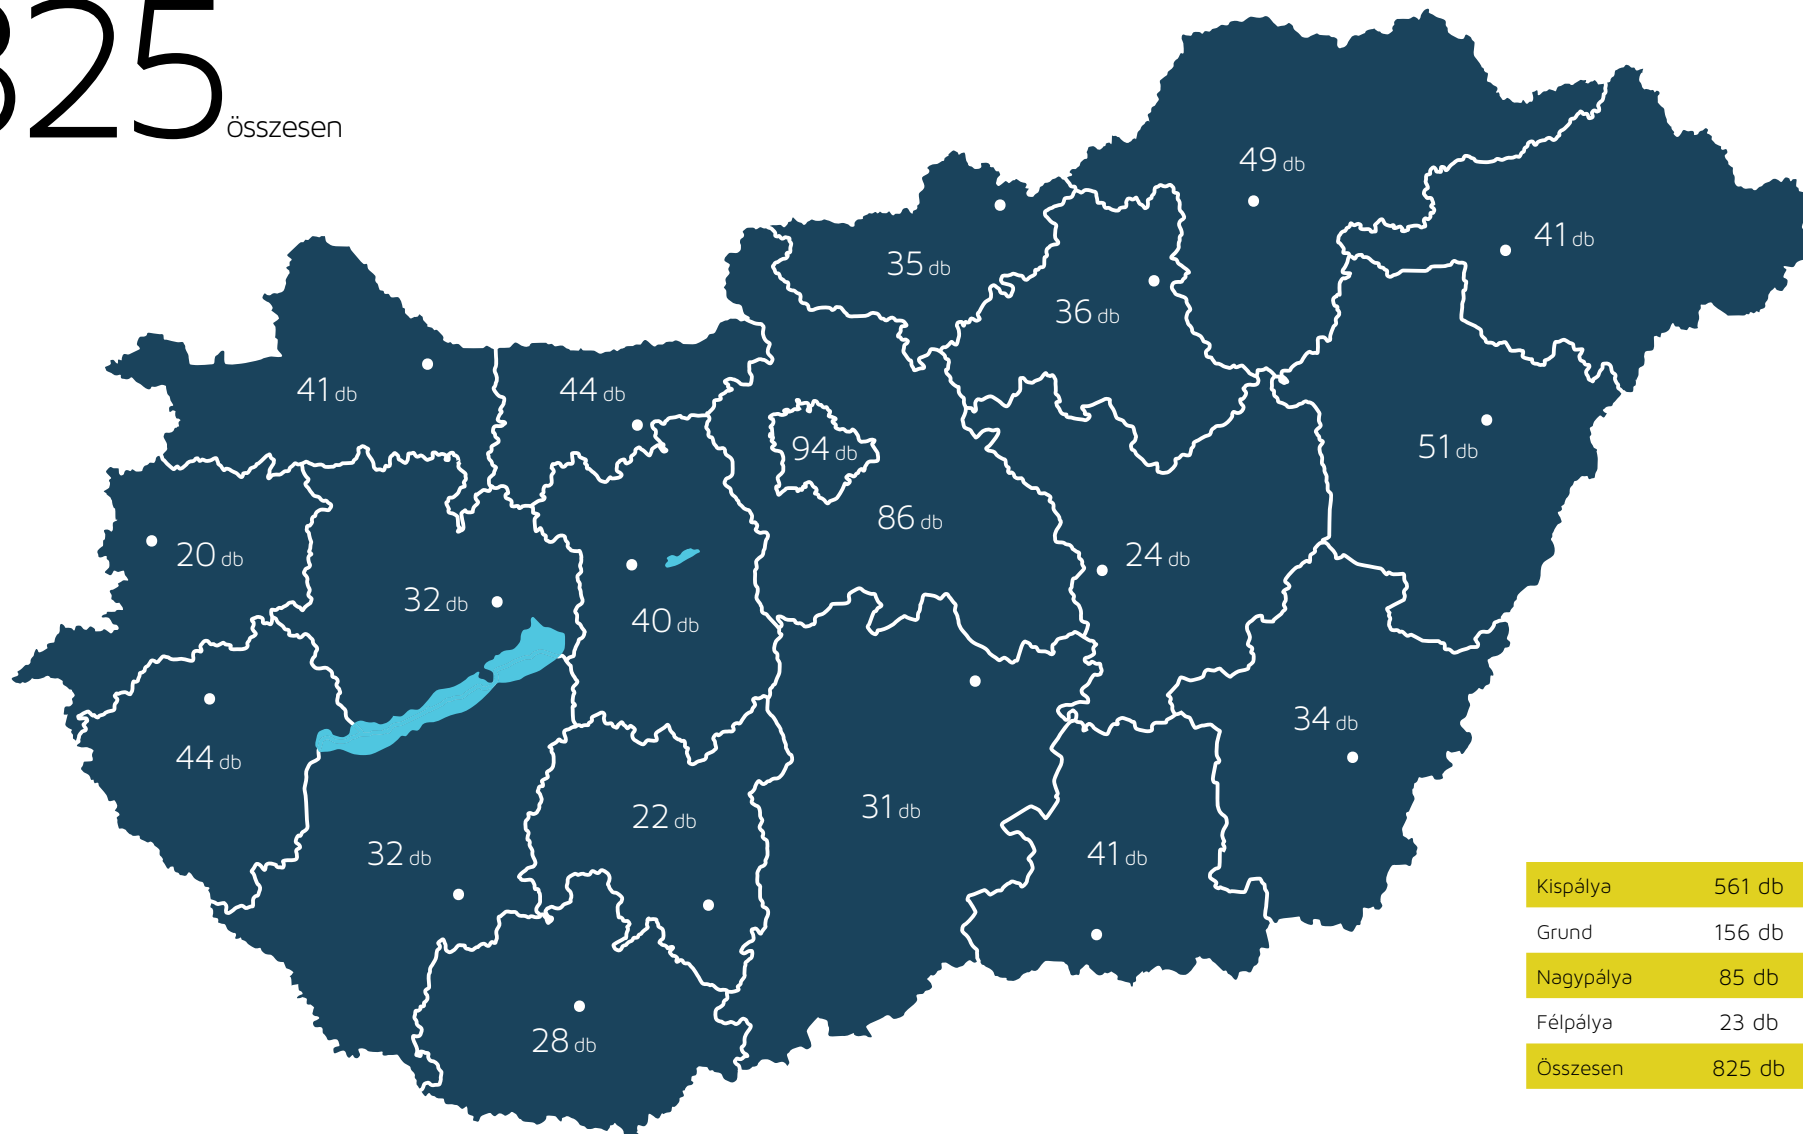 825
összesen
49 db
41 db
35 db
36 db
41 db
44 db
94 db
51 db
86 db
20 db
24 db
32 db
40 db
34 db
44 db
31 db
22 db
32 db
41 db
28 db
Kispálya 561 db
Grund 156 db
Nagypálya 85 db
Félpálya 23 db
Összesen 825 db